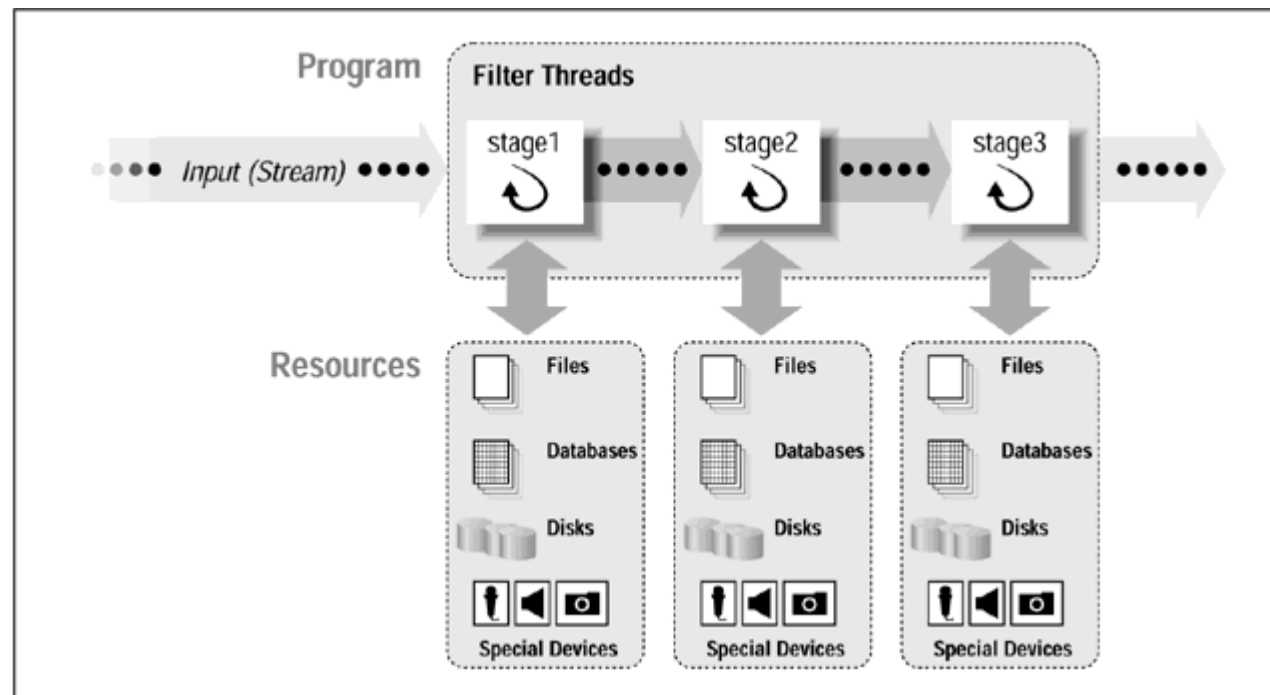 Program
Filter Threads
Input (Stream)
stage1
stage2
stage3
Resources
Files
Databases
Disks
Special Devices
Files
Databases
Disks
Special Devices
Files
Databases
Disks
Special Devices